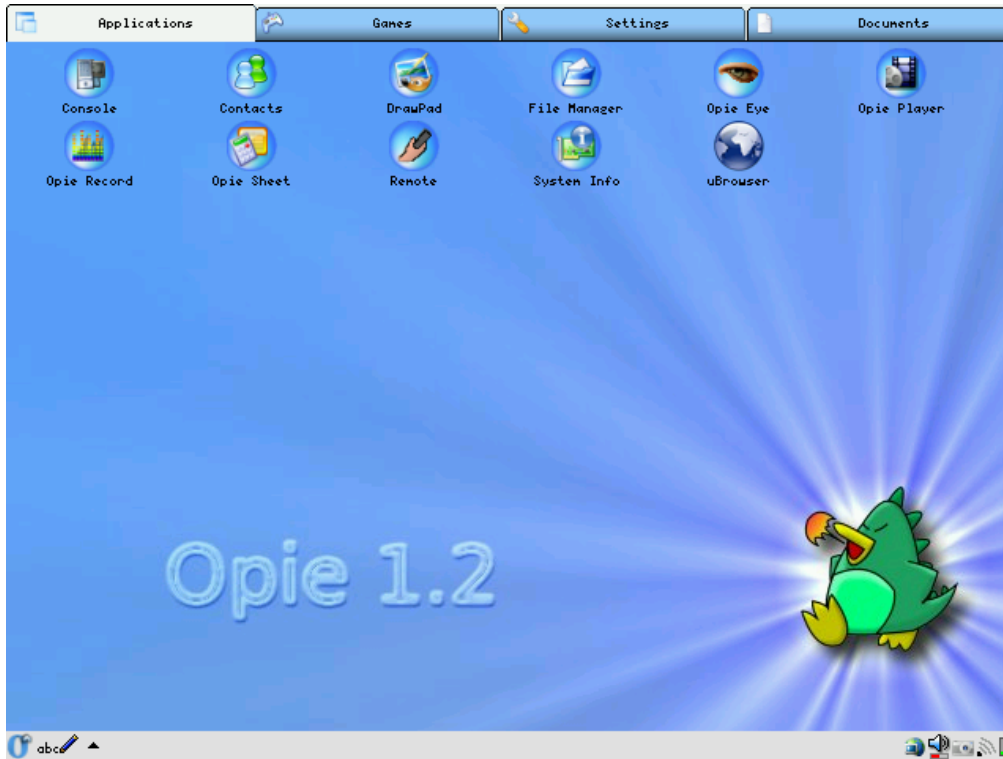 Applications Games Settings Documents
Console Contacts DrawPad File Manager Opie Eye Opie Player
Opie Record Opie Sheet Remote System Info uBrowser
Opie 1.2
abc